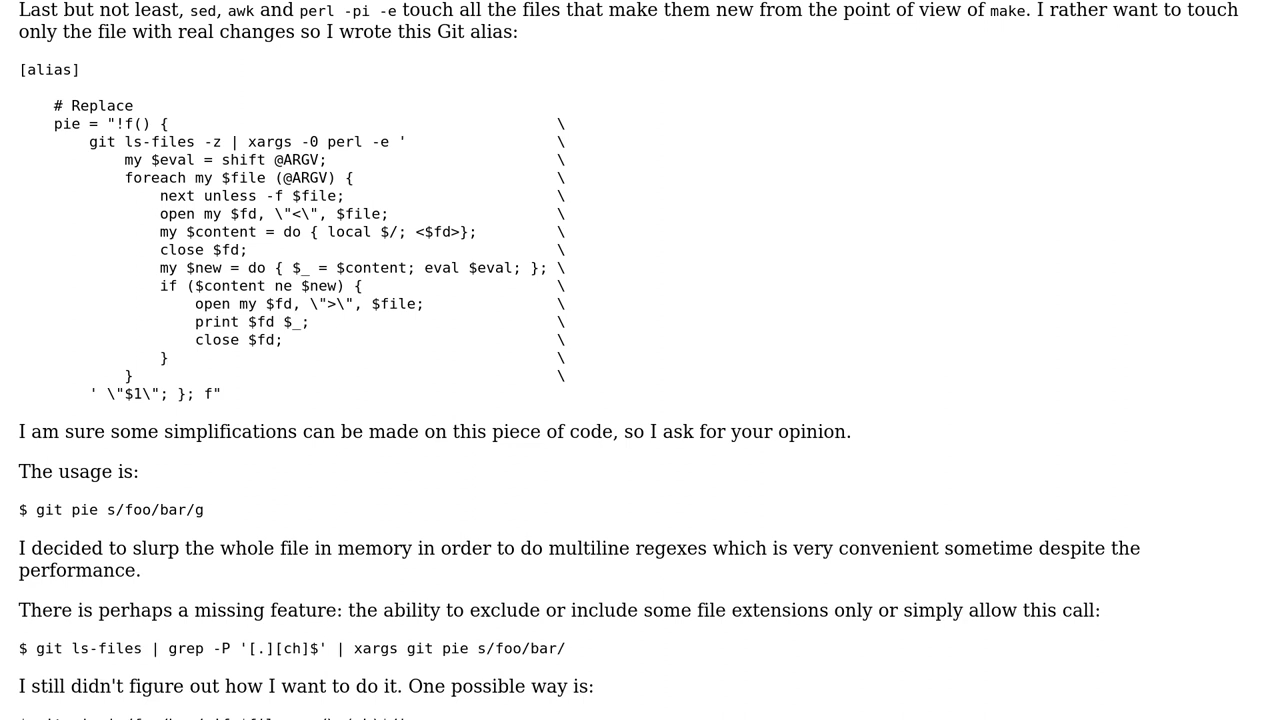 Last but not least, sed, awk and perl -pi -e touch all the files that make them new from the point of view of make. I rather want to touch
only the file with real changes so I wrote this Git alias:
[alias]
# Replace
pie = "!f() { \
git ls-files -z | xargs -0 perl -e ' \
my $eval = shift @ARGV; \
foreach my $file (@ARGV) { \
next unless -f $file; \
open my $fd, \"<\", $file; \
my $content = do { local $/; <$fd>}; \
close $fd; \
my $new = do { $_ = $content; eval $eval; }; \
if ($content ne $new) { \
open my $fd, \">\", $file; \
print $fd $_; \
close $fd; \
} \
} \
' \"$1\"; }; f"
I am sure some simplifications can be made on this piece of code, so I ask for your opinion.
The usage is:
$ git pie s/foo/bar/g
I decided to slurp the whole file in memory in order to do multiline regexes which is very convenient sometime despite the
performance.
There is perhaps a missing feature: the ability to exclude or include some file extensions only or simply allow this call:
$ git ls-files | grep -P '[.][ch]$' | xargs git pie s/foo/bar/
I still didn't figure out how I want to do it. One possible way is: